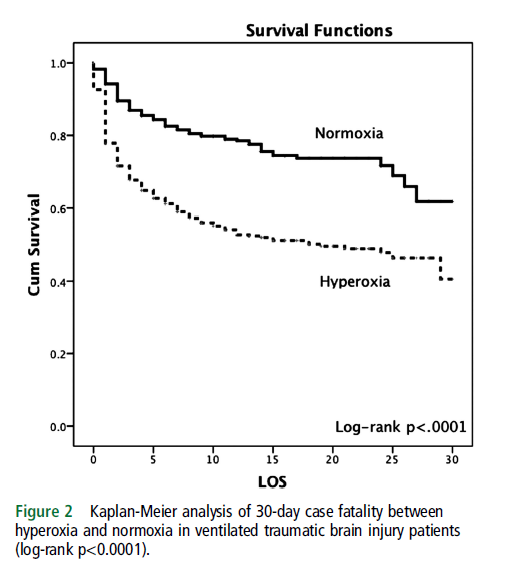 Survival Functions
1.0
0.8
0.6
0.4
0.2
0.0
Cum Survival
Normoxia
Hyperoxia
Log-rank p<.0001
0
5
10
15
20
25
30
LOS
Figure 2 Kaplan-Meier analysis of 30-day case fatality between
hyperoxia and normoxia in ventilated traumatic brain injury patients
(log-rank p<0.0001).